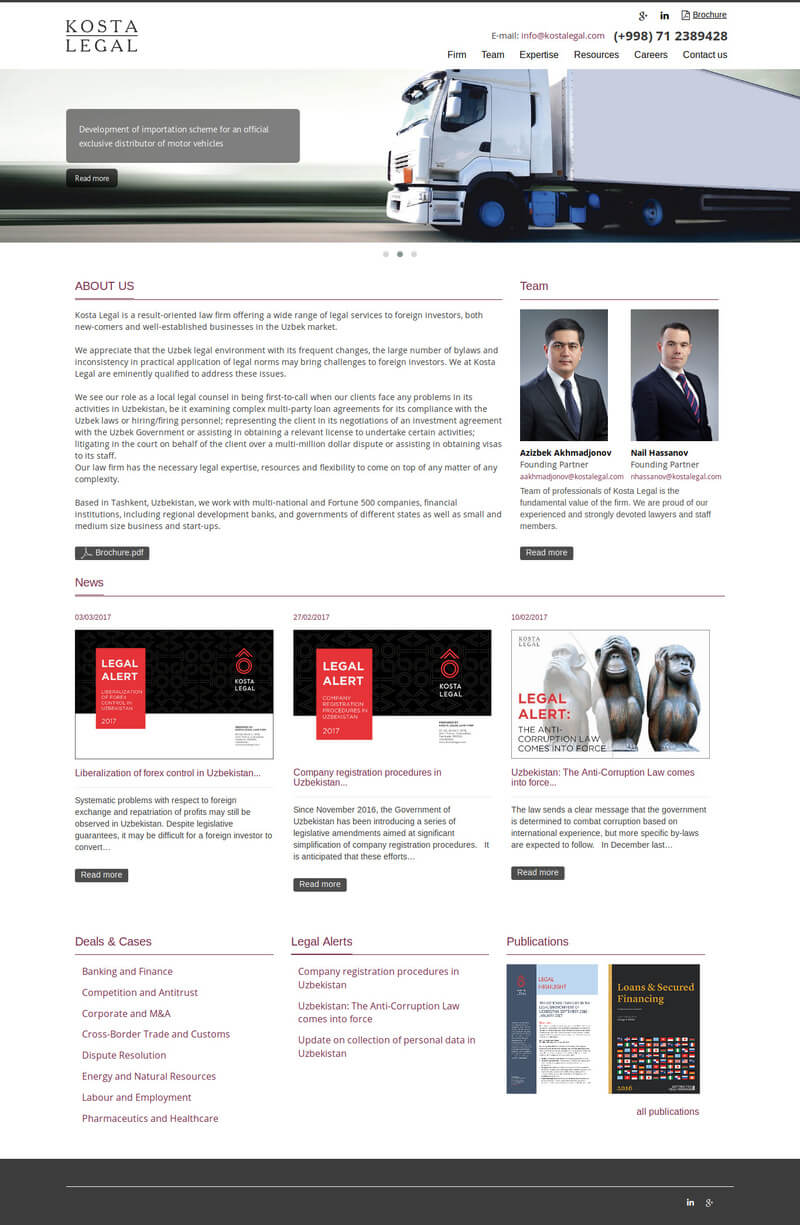 KOSTA
LEGAL
Brochure
E-mail: info@kostalegal.com (+998) 71 2389428
Firm Team Expertise Resources Careers Contact us
Development of importation scheme for an official
exclusive distributor of motor vehicles
Read more
ABOUT US
Kosta Legal is a result-oriented law firm offering a wide range of legal services to foreign investors, both
new-comers and well-established businesses in the Uzbek market.
We appreciate that the Uzbek legal environment with its frequent changes, the large number of bylaws and
inconsistency in practical application of legal norms may bring challenges to foreign investors. We at Kosta
Legal are eminently qualified to address these issues.
We see our role as a local legal counsel in being first-to-call when our clients face any problems in its
activities in Uzbekistan, be it examining complex multi-party loan agreements for its compliance with the
Uzbek laws or hiring/firing personnel; representing the client in its negotiations of an investment agreement
with the Uzbek Government or assisting in obtaining a relevant license to undertake certain activities;
litigating in the court on behalf of the client over a multi-million dollar dispute or assisting in obtaining visas
to its staff.
Our law firm has the necessary legal expertise, resources and flexibility to come on top of any matter of any
complexity.
Based in Tashkent, Uzbekistan, we work with multi-national and Fortune 500 companies, financial
institutions, including regional development banks, and governments of different states as well as small and
medium size business and start-ups.
Brochure.pdf
Team
Azizbek Akhmadjonov
Founding Partner
aakhmadjonov@kostalegal.com
Nail Hassanov
Founding Partner
nhassanov@kostalegal.com
Team of professionals of Kosta Legal is the
fundamental value of the firm. We are proud of our
experienced and strongly devoted lawyers and staff
members.
Read more
News
03/03/2017
LEGAL
ALERT
LIBERALIZATION
OF FOREX
CONTROL IN
UZBEKISTAN
2017
KOSTA
LEGAL
Liberalization of forex control in Uzbekistan...
Systematic problems with respect to foreign
exchange and repatriation of profits may still be
observed in Uzbekistan. Despite legislative
guarantees, it may be difficult for a foreign investor to
convert…
Read more
27/02/2017
LEGAL
ALERT
COMPANY
REGISTRATION
PROCEDURES IN
UZBEKISTAN
2017
KOSTA
LEGAL
Company registration procedures in
Uzbekistan...
Since November 2016, the Government of
Uzbekistan has been introducing a series of
legislative amendments aimed at significant
simplification of company registration procedures. It
is anticipated that these efforts…
Read more
10/02/2017
KOSTA
LEGAL
LEGAL
ALERT:
THE ANTI-
CORRUPTION LAW
COMES INTO FORCE
Uzbekistan: The Anti-Corruption Law comes
into force...
The law sends a clear message that the government
is determined to combat corruption based on
international experience, but more specific by-laws
are expected to follow. In December last…
Read more
Deals & Cases
Banking and Finance
Competition and Antitrust
Corporate and M&A
Cross-Border Trade and Customs
Dispute Resolution
Energy and Natural Resources
Labour and Employment
Pharmaceutics and Healthcare
Legal Alerts
Company registration procedures in
Uzbekistan
Uzbekistan: The Anti-Corruption Law
comes into force
Update on collection of personal data in
Uzbekistan
Publications
LEGAL
HIGHLIGHT
Loans & Secured
Financing
2016
all publications